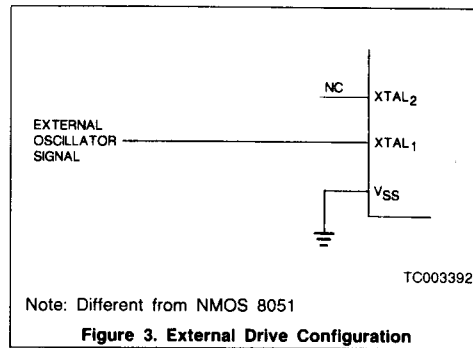 NC
XTAL2
EXTERNAL
OSCILLATOR
SIGNAL
XTAL1
VSS
TC003392
Note: Different from NMOS 8051
Figure 3. External Drive Configuration